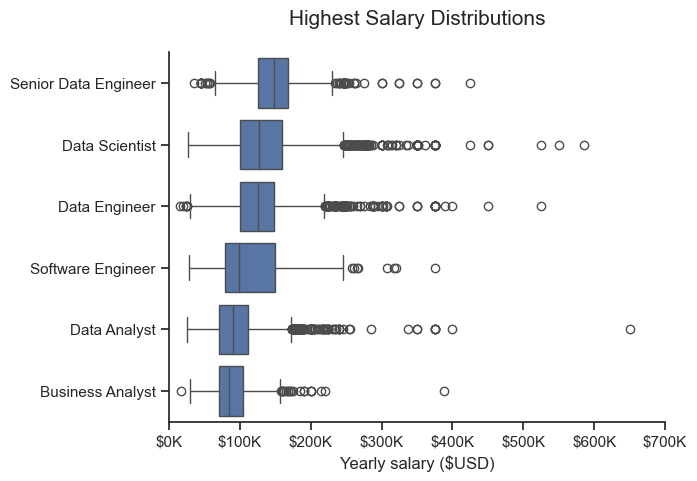 Highest Salary Distributions
Senior Data Engineer
Data Scientist
Data Engineer
Software Engineer
Data Analyst
Business Analyst
$0K $100K $200K $300K $400K $500K $600K $700K
Yearly salary ($USD)